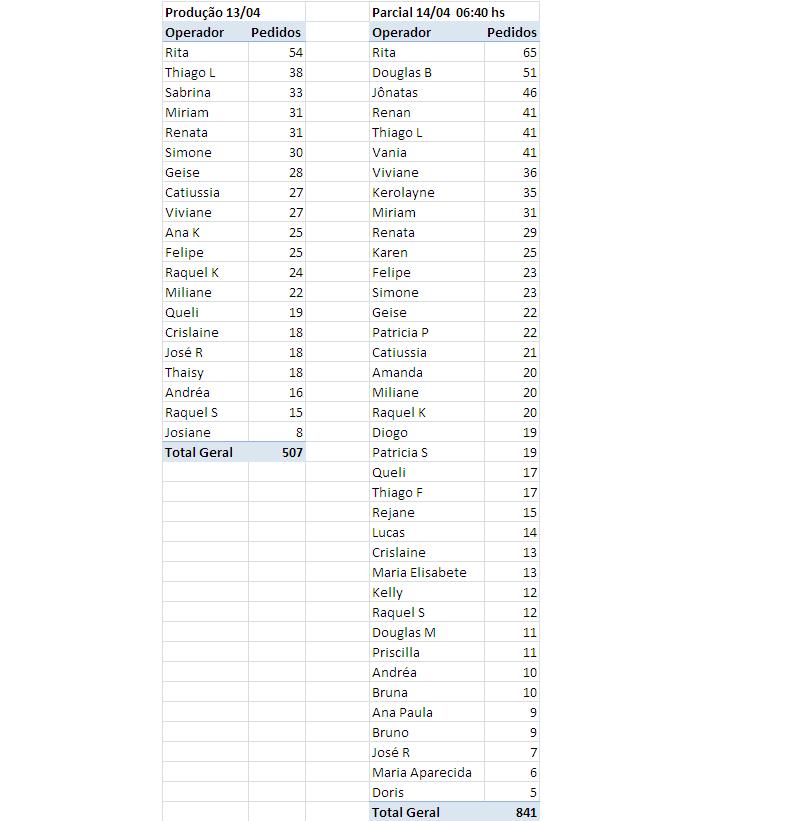 Produção 13/04 Parcial 14/04 06:40 hs
Operador Pedidos Operador Pedidos
Rita 54 Rita 65
Thiago L 38 Douglas B 51
Sabrina 33 Jônatas 46
Miriam 31 Renan 41
Renata 31 Thiago L 41
Simone 30 Vania 41
Geise 28 Viviane 36
Catiussia 27 Kerolayne 35
Viviane 27 Miriam 31
Ana K 25 Renata 29
Felipe 25 Karen 25
Raquel K 24 Felipe 23
Miliane 22 Simone 23
Queli 19 Geise 22
Crislaine 18 Patricia P 22
José R 18 Catiussia 21
Thaisy 18 Amanda 20
Andréa 16 Miliane 20
Raquel S 15 Raquel K 20
Josiane 8 Diogo 19
Total Geral 507 Patricia S 19
Queli 17
Thiago F 17
Rejane 15
Lucas 14
Crislaine 13
Maria Elisabete 13
Kelly 12
Raquel S 12
Douglas M 11
Priscilla 11
Andréa 10
Bruna 10
Ana Paula 9
Bruno 9
José R 7
Maria Aparecida 6
Doris 5
Total Geral 841